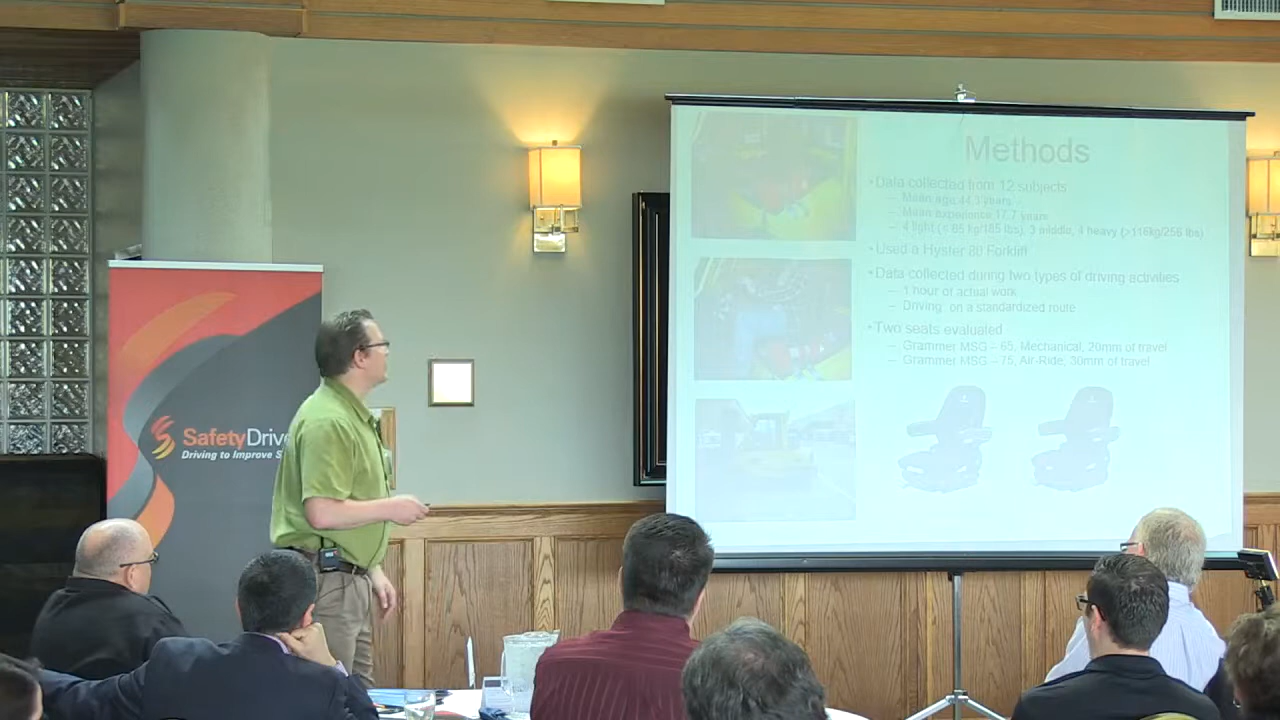 SafetyDrive
Driving to Improve S
Methods
•Data collected from 12 subjects
– Mean age 44.3 years
– Mean experience 17.7 years
– 4 light (≤ 85 kg/185 lbs), 3 middle, 4 heavy (>116kg/256 lbs)
•Used a Hyster 80 Forklift
•Data collected during two types of driving activities
– 1 hour of actual work
– Driving on a standardized route
•Two seats evaluated
– Grammer MSG – 65, Mechanical, 20mm of travel
– Grammer MSG – 75, Air-Ride, 30mm of travel